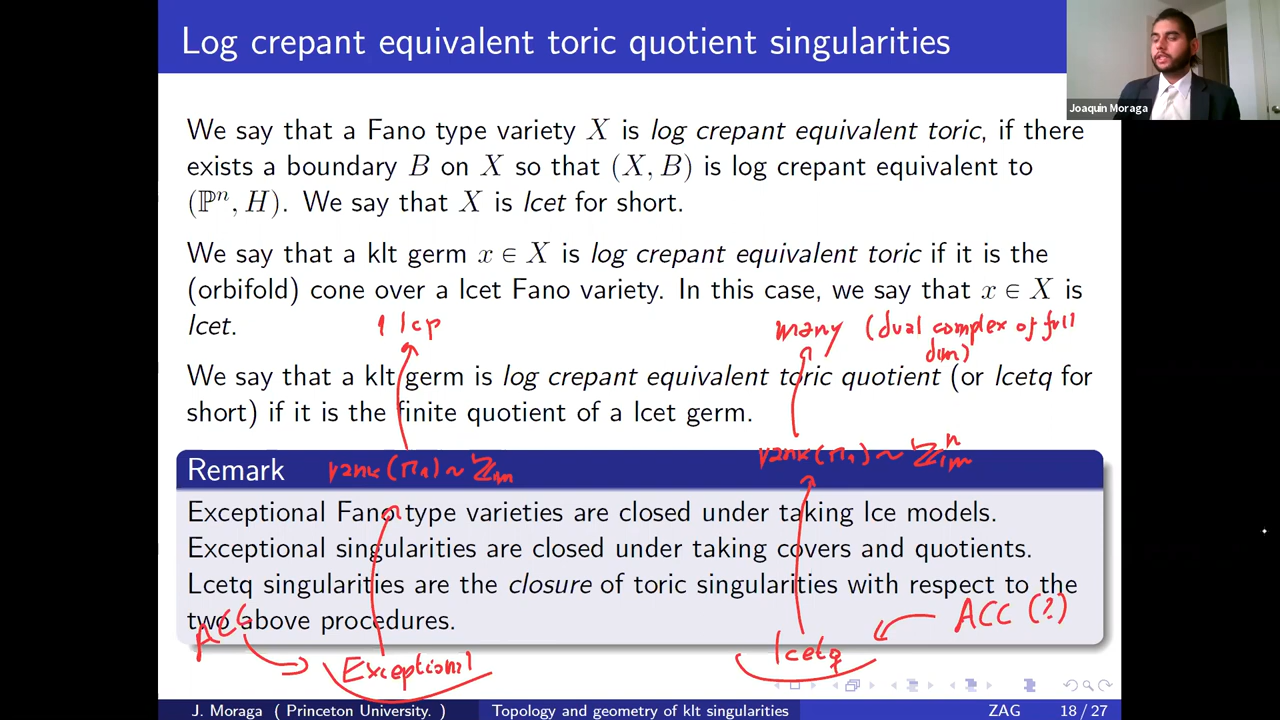 Log crepant equivalent toric quotient singularities
Joaquín Moraga
We say that a Fano type variety X is log crepant equivalent toric, if there
exists a boundary B on X so that (X, B) is log crepant equivalent to
(ℙⁿ, H). We say that X is lcet for short.
We say that a klt germ x ∈ X is log crepant equivalent toric if it is the
(orbifold) cone over a lcet Fano variety. In this case, we say that x ∈ X is
lcet.
1 lcp
many (dual complex of full
dim)
We say that a klt germ is log crepant equivalent toric quotient (or lcetq for
short) if it is the finite quotient of a lcet germ.
Remark
rank(π₁) ~ ℤₘ
rank(π₁) ~ ℤₘⁿ
Exceptional Fano type varieties are closed under taking lce models.
Exceptional singularities are closed under taking covers and quotients.
Lcetq singularities are the closure of toric singularities with respect to the
two above procedures.
ACC
ACC (?)
Exceptional
lcetq
J. Moraga ( Princeton University. )
Topology and geometry of klt singularities
ZAG
18 / 27